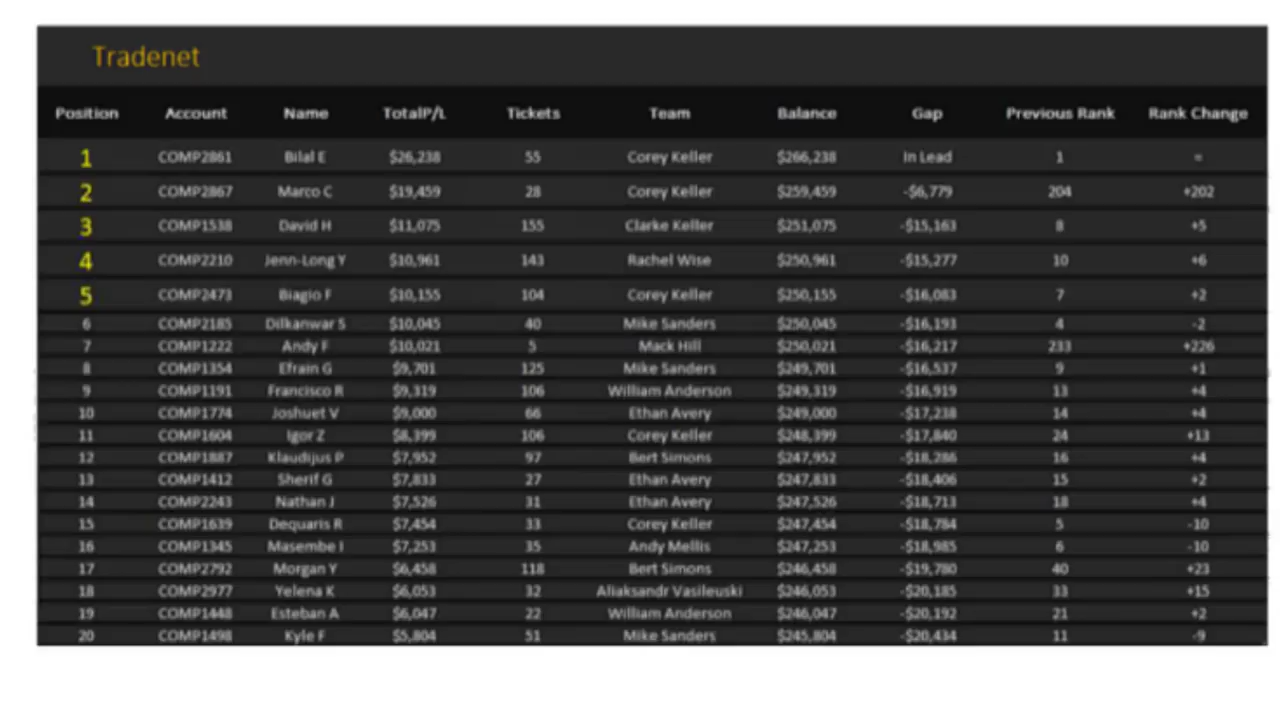 Tradenet
Position Account Name TotalP/L Tickets Team Balance Gap Previous Rank Rank Change
1 COMP2861 Bilal E $26,238 55 Corey Keller $266,238 In Lead 1 =
2 COMP2867 Marco C $19,459 28 Corey Keller $259,459 -$6,779 204 +202
3 COMP1538 David H $11,075 155 Clarke Keller $251,075 -$15,163 8 +5
4 COMP2210 Jenn-Long Y $10,961 143 Rachel Wise $250,961 -$15,277 10 +6
5 COMP2473 Biagio F $10,155 104 Corey Keller $250,155 -$16,083 7 +2
6 COMP2185 Dilkanwar S $10,045 40 Mike Sanders $250,045 -$16,193 4 -2
7 COMP1222 Andy F $10,021 5 Mack Hill $250,021 -$16,217 233 +226
8 COMP1354 Efrain G $9,701 125 Mike Sanders $249,701 -$16,537 9 +1
9 COMP1191 Francisco R $9,319 106 William Anderson $249,319 -$16,919 13 +4
10 COMP1774 Joshuet V $9,000 66 Ethan Avery $249,000 -$17,238 14 +4
11 COMP1604 Igor Z $8,399 106 Corey Keller $248,399 -$17,840 24 +13
12 COMP1887 Klaudijus P $7,952 97 Bert Simons $247,952 -$18,286 16 +4
13 COMP1412 Sherif G $7,833 27 Ethan Avery $247,833 -$18,406 15 +2
14 COMP2243 Nathan J $7,526 31 Ethan Avery $247,526 -$18,713 18 +4
15 COMP1639 Dequaris R $7,454 33 Corey Keller $247,454 -$18,784 5 -10
16 COMP1345 Masembe I $7,253 35 Andy Mellis $247,253 -$18,985 6 -10
17 COMP2792 Morgan Y $6,458 118 Bert Simons $246,458 -$19,780 40 +23
18 COMP2977 Yelena K $6,053 32 Aliaksandr Vasileuski $246,053 -$20,185 33 +15
19 COMP1448 Esteban A $6,047 22 William Anderson $246,047 -$20,192 21 +2
20 COMP1498 Kyle F $5,804 51 Mike Sanders $245,804 -$20,434 11 -9